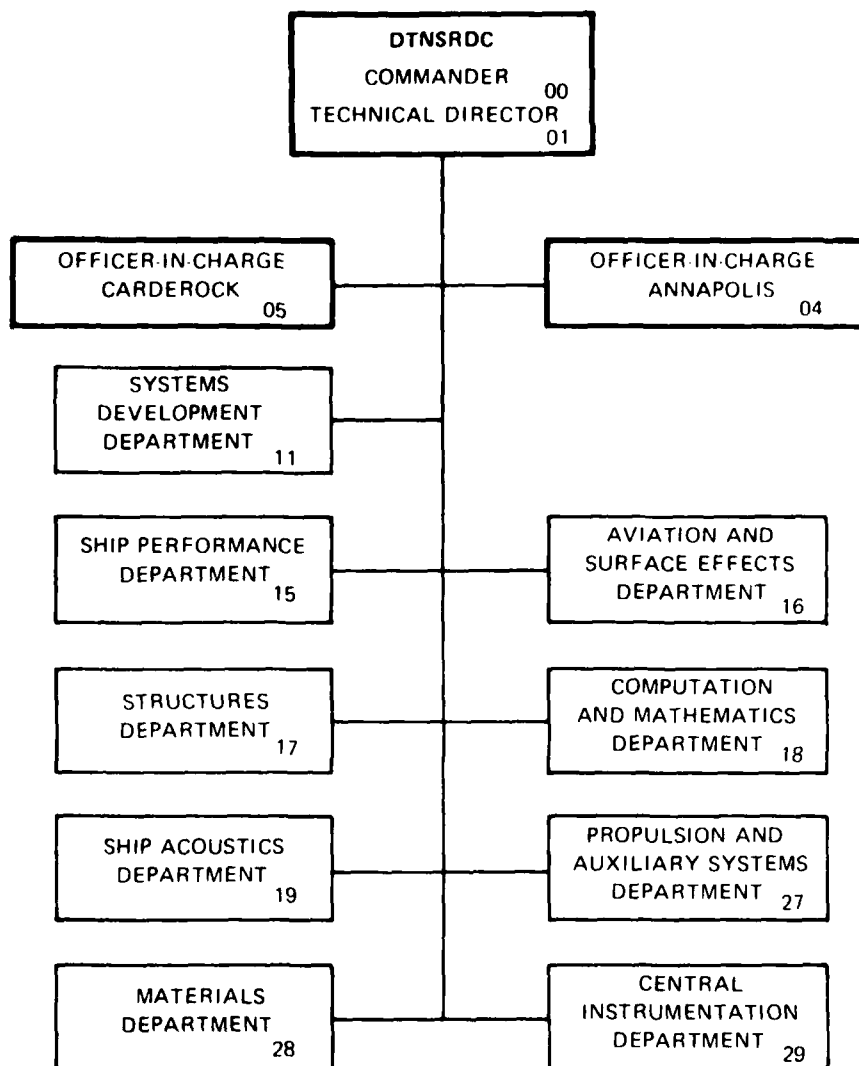 DTNSRDC
COMMANDER
00
TECHNICAL DIRECTOR
01
OFFICER-IN-CHARGE
CARDEROCK
05
OFFICER-IN-CHARGE
ANNAPOLIS
04
SYSTEMS
DEVELOPMENT
DEPARTMENT
11
SHIP PERFORMANCE
DEPARTMENT
15
AVIATION AND
SURFACE EFFECTS
DEPARTMENT
16
STRUCTURES
DEPARTMENT
17
COMPUTATION
AND MATHEMATICS
DEPARTMENT
18
SHIP ACOUSTICS
DEPARTMENT
19
PROPULSION AND
AUXILIARY SYSTEMS
DEPARTMENT
27
MATERIALS
DEPARTMENT
28
CENTRAL
INSTRUMENTATION
DEPARTMENT
29